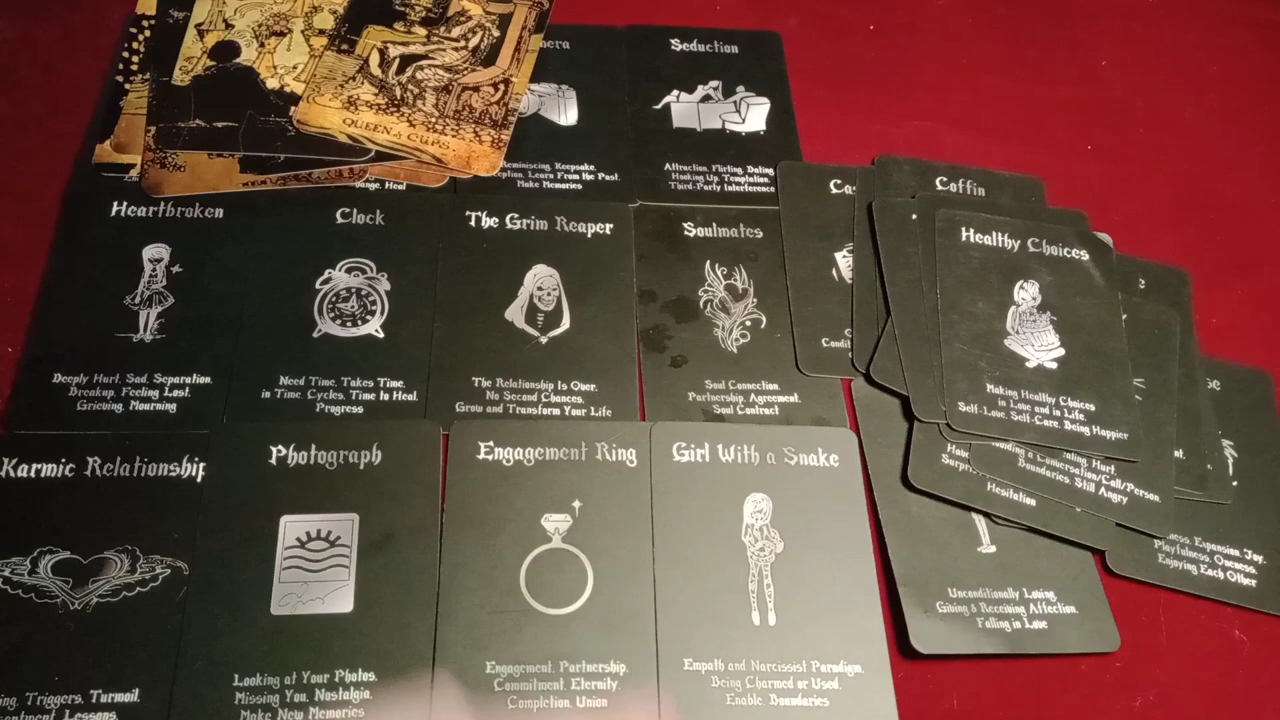 QUEEN of CUPS.
Reminiscing, Keepsake,
Learn From the Past,
Make Memories
Seduction
Attraction, Flirting, Dating
Hooking Up, Temptation,
Third-Party Interference
Heal
Heartbroken
Deeply Hurt, Sad, Separation,
Breakup, Feeling Lost,
Grieving, Mourning
Clock
Need Time, Takes Time,
in Time, Cycles, Time to Heal,
Progress
The Grim Reaper
The Relationship Is Over,
No Second Chances,
Grow and Transform Your Life
Soulmates
Soul Connection,
Partnership, Agreement,
Soul Contract
Coffin
Healthy Choices
Making Healthy Choices
in Love and in Life,
Self-Love, Self-Care, Being Happier
Hurt,
Conversation/Call/Person,
Boundaries, Still Angry
Hesitation
Expansion, Joy,
Playfulness, Oneness,
Enjoying Each Other
Unconditionally Loving,
Giving & Receiving Affection,
Falling in Love
Karmic Relationship
Triggers, Turmoil,
Lessons,
Photograph
Looking at Your Photos,
Missing You, Nostalgia,
Make New Memories
Engagement Ring
Engagement, Partnership,
Commitment, Eternity,
Completion, Union
Girl With a Snake
Empath and Narcissist Paradigm,
Being Charmed or Used,
Enable, Boundaries